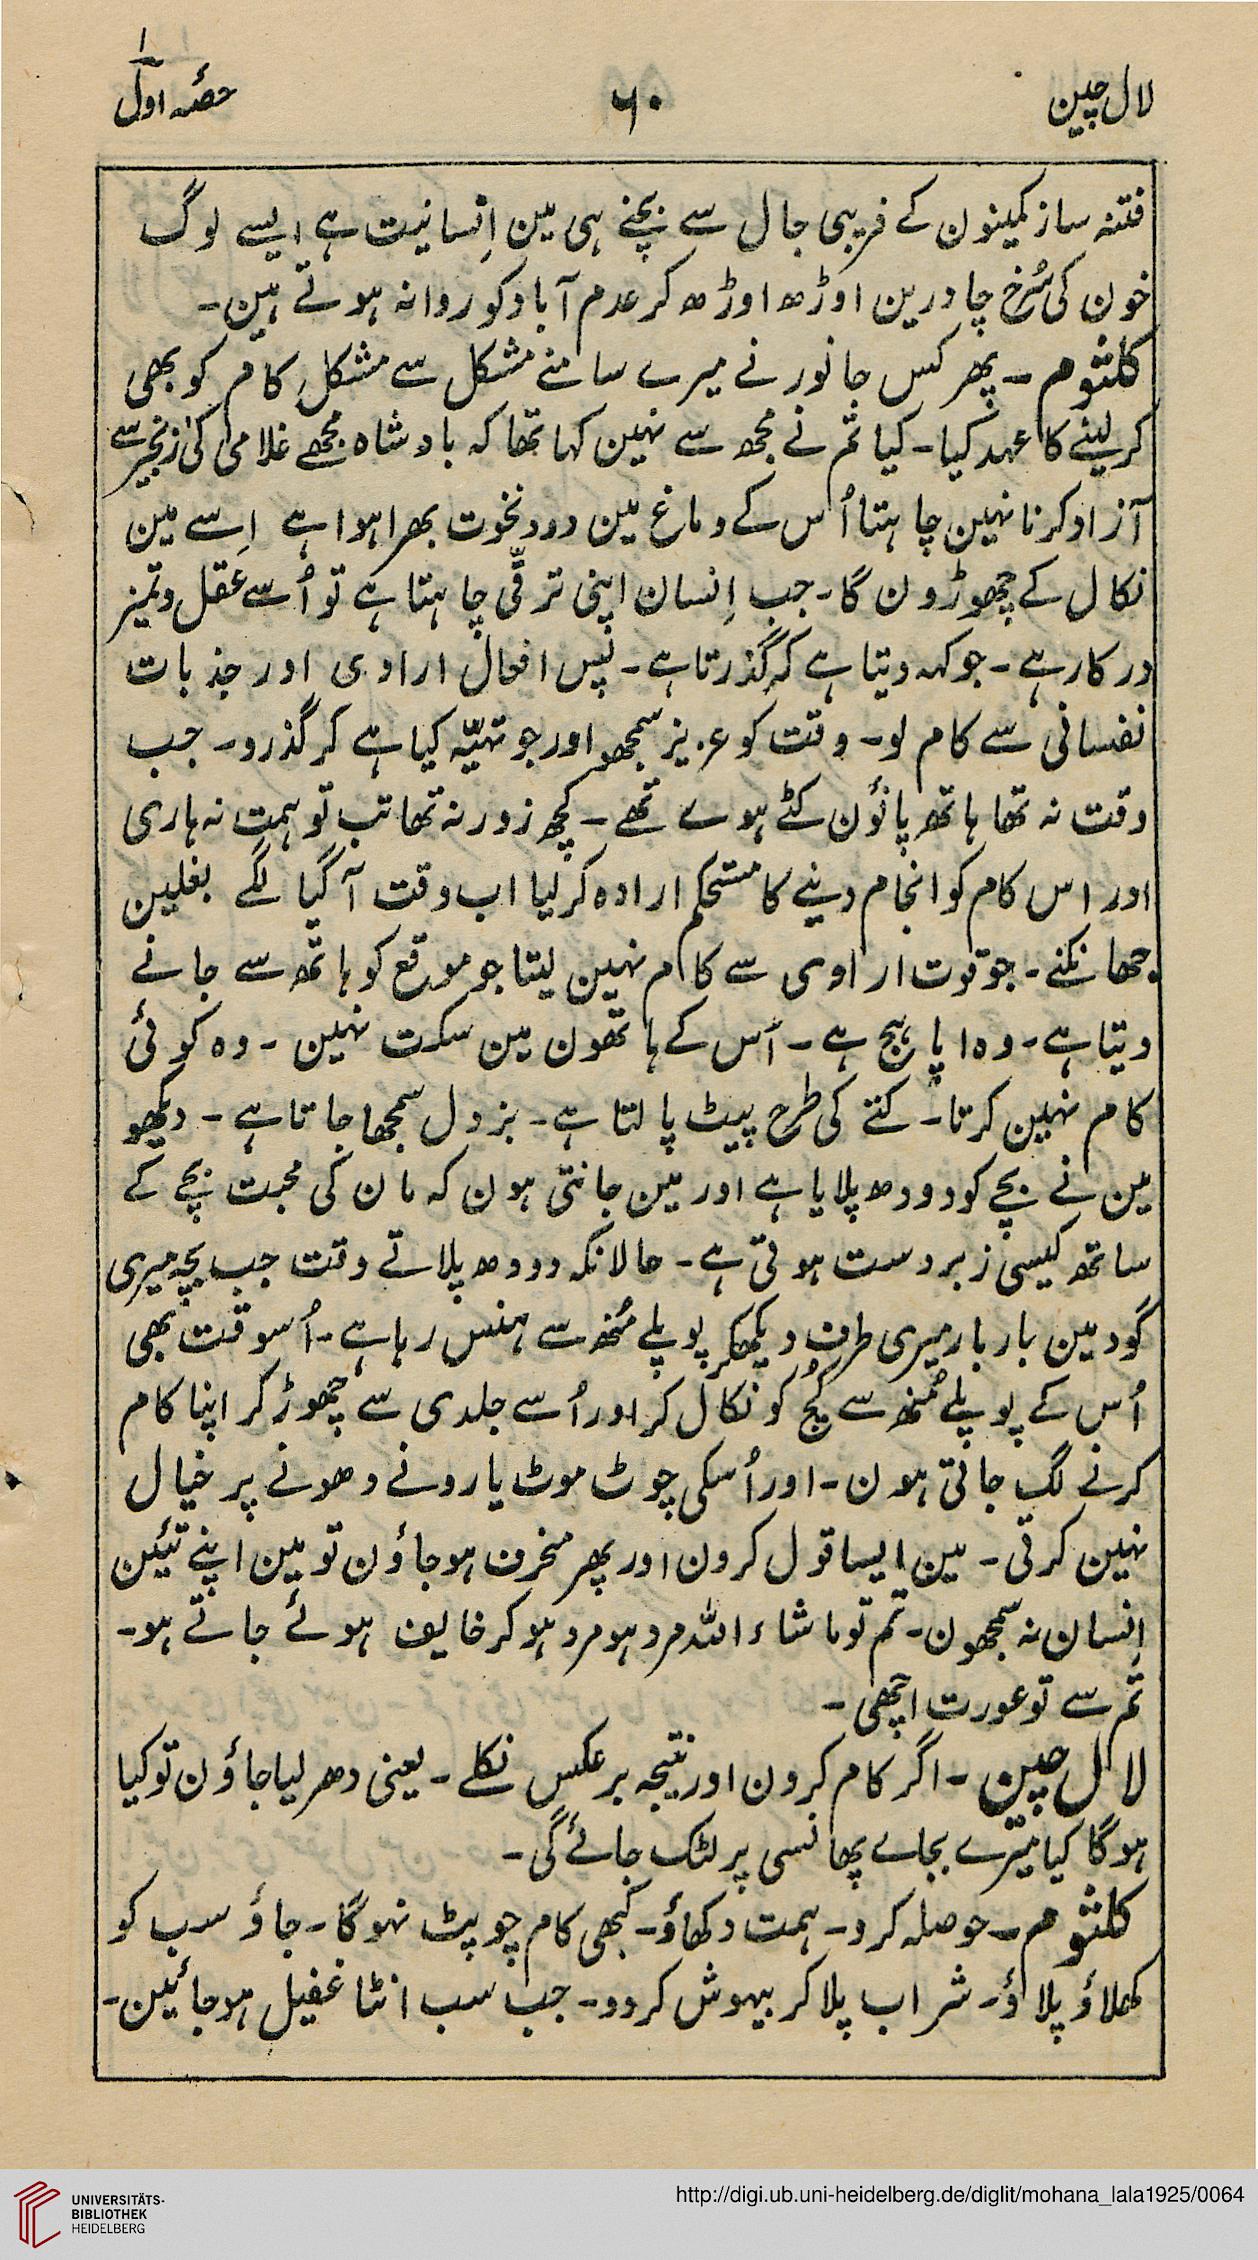 لال چین
۶۰
حصۂ اول
۱
فتنہ ساز کمینون کے فریبی جال سے بچنے ہی مین اِنسانیت ہے ایسے لوگ
خون کی سُرخ چادرین اوڑھ اوڑھ کر عدم آباد کو روانہ ہوتے ہین۔
کلثوم۔ پھر کس جانور نے میرے سامنے مشکل سے مشکل کام کو بھی
کر لینے کا عہد کیا۔ کیا تم نے مجھ سے نہین کہا تھا کہ بادشاہ مجھے غلامی کی زنجیر سے
آزاد کرنا نہین چاہتا اُس کے دماغ مین دود نخوت بھرا ہوا ہے اِسے مین
نکال کے چھوڑون گا۔ جب اِنسان اپنی ترقّی چاہتا ہے تو اُسے عقل و تمیز
درکار ہے۔ جو کہہ دیتا ہے کر گذرتا ہے۔ پس افعال ارادی اور جذبات
نفسانی سے کام لو۔ وقت کو عزیز سمجھو اور جو تہیّہ کیا ہے کر گذرو۔ جب
وقت نہ تھا ہاتھ پانؤن کٹے ہوے تھے۔ کچھ زور نہ تھا تب تو ہمت نہ ہاری
اور اس کام کو انجام دینے کا مستحکم ارادہ کر لیا اب وقت آ گیا لگے بغلین
جھانکنے۔ جو قوت ارادی سے کام نہین لیتا جو موقع کو ہاتھ سے جانے
دیتا ہے۔ وہ اپاہیج ہے۔ اُس کے ہاتھون مین سکت نہین۔ وہ کوئی
کام نہین کرتا۔ کتے کی طرح پیٹ پالتا ہے۔ بزدل سمجھا جاتا ہے۔ دیکھو
مین نے بچے کو دودھ پلایا ہے اور مین جانتی ہون کہ مان کی محبت بچے کے
ساتھ کیسی زبردست ہوتی ہے۔ حالانکہ دودھ پلاتے وقت جب بچہ میری
گود مین بار بار میری طرف دیکھکر پوپلے مُنھ سے ہنس رہا ہے۔ اُسوقت بھی
اُس کے پوپلے مُنھ سے کُچ کو نکال کر اور اُسے جلدی سے چھوڑ کر اپنا کام
کرنے لگ جاتی ہون۔ اور اُسکی چوٹ موٹ یا رونے دھونے پر خیال
نہین کرتی۔ مین ایسا قول کرون اور پھر منحرف ہو جاؤن تو مین اپنے تئین
اِنسان نہ سمجھون۔ تم تو ماشاء اللہ مرد ہو مرد ہو کر خایف ہوئے جاتے ہو۔
تم سے تو عورت اچھی۔
لال چین۔ اگر کام کرون اور نتیجہ برعکس نکلے۔ یعنی دھر لیا جاؤن تو کیا
ہوگا کیا میرے بجاے پھانسی پر لٹک جائے گی۔
کلثوم۔ حوصلہ کرو۔ ہمت دکھاؤ۔ کبھی کام چوپٹ نہوگا۔ جاؤ سب کو
کھلاؤ پلاؤ۔ شراب پلا کر بیہوش کردو۔ جب سب انٹا غفیل ہو جائین۔
UNIVERSITÄTS-
BIBLIOTHEK
HEIDELBERG
http://digi.ub.uni-heidelberg.de/diglit/mohana_lala1925/0064